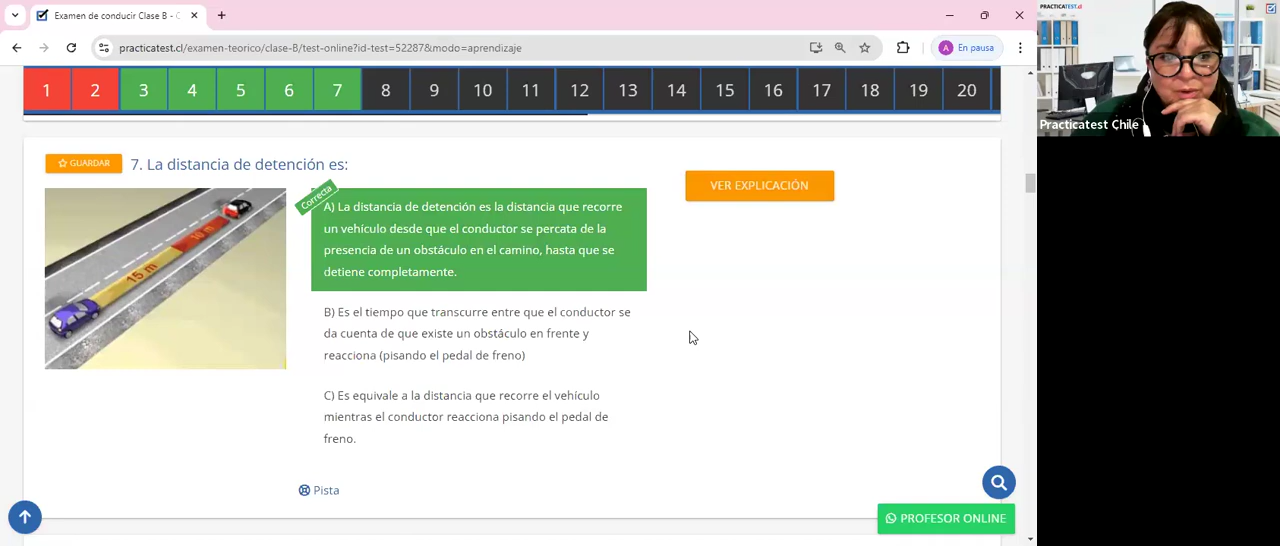 Examen de conducir Clase B - C
practicatest.cl/examen-teorico/clase-B/test-online?id-test=52287&modo=aprendizaje
A
En pausa
1 2 3 4 5 6 7 8 9 10 11 12 13 14 15 16 17 18 19 20
GUARDAR
7. La distancia de detención es:
15 m
10 m
Correcta
A) La distancia de detención es la distancia que recorre
un vehículo desde que el conductor se percata de la
presencia de un obstáculo en el camino, hasta que se
detiene completamente.
B) Es el tiempo que transcurre entre que el conductor se
da cuenta de que existe un obstáculo en frente y
reacciona (pisando el pedal de freno)
C) Es equivale a la distancia que recorre el vehículo
mientras el conductor reacciona pisando el pedal de
freno.
Pista
VER EXPLICACIÓN
PROFESOR ONLINE
PRACTICATEST.cl
Practicatest Chile